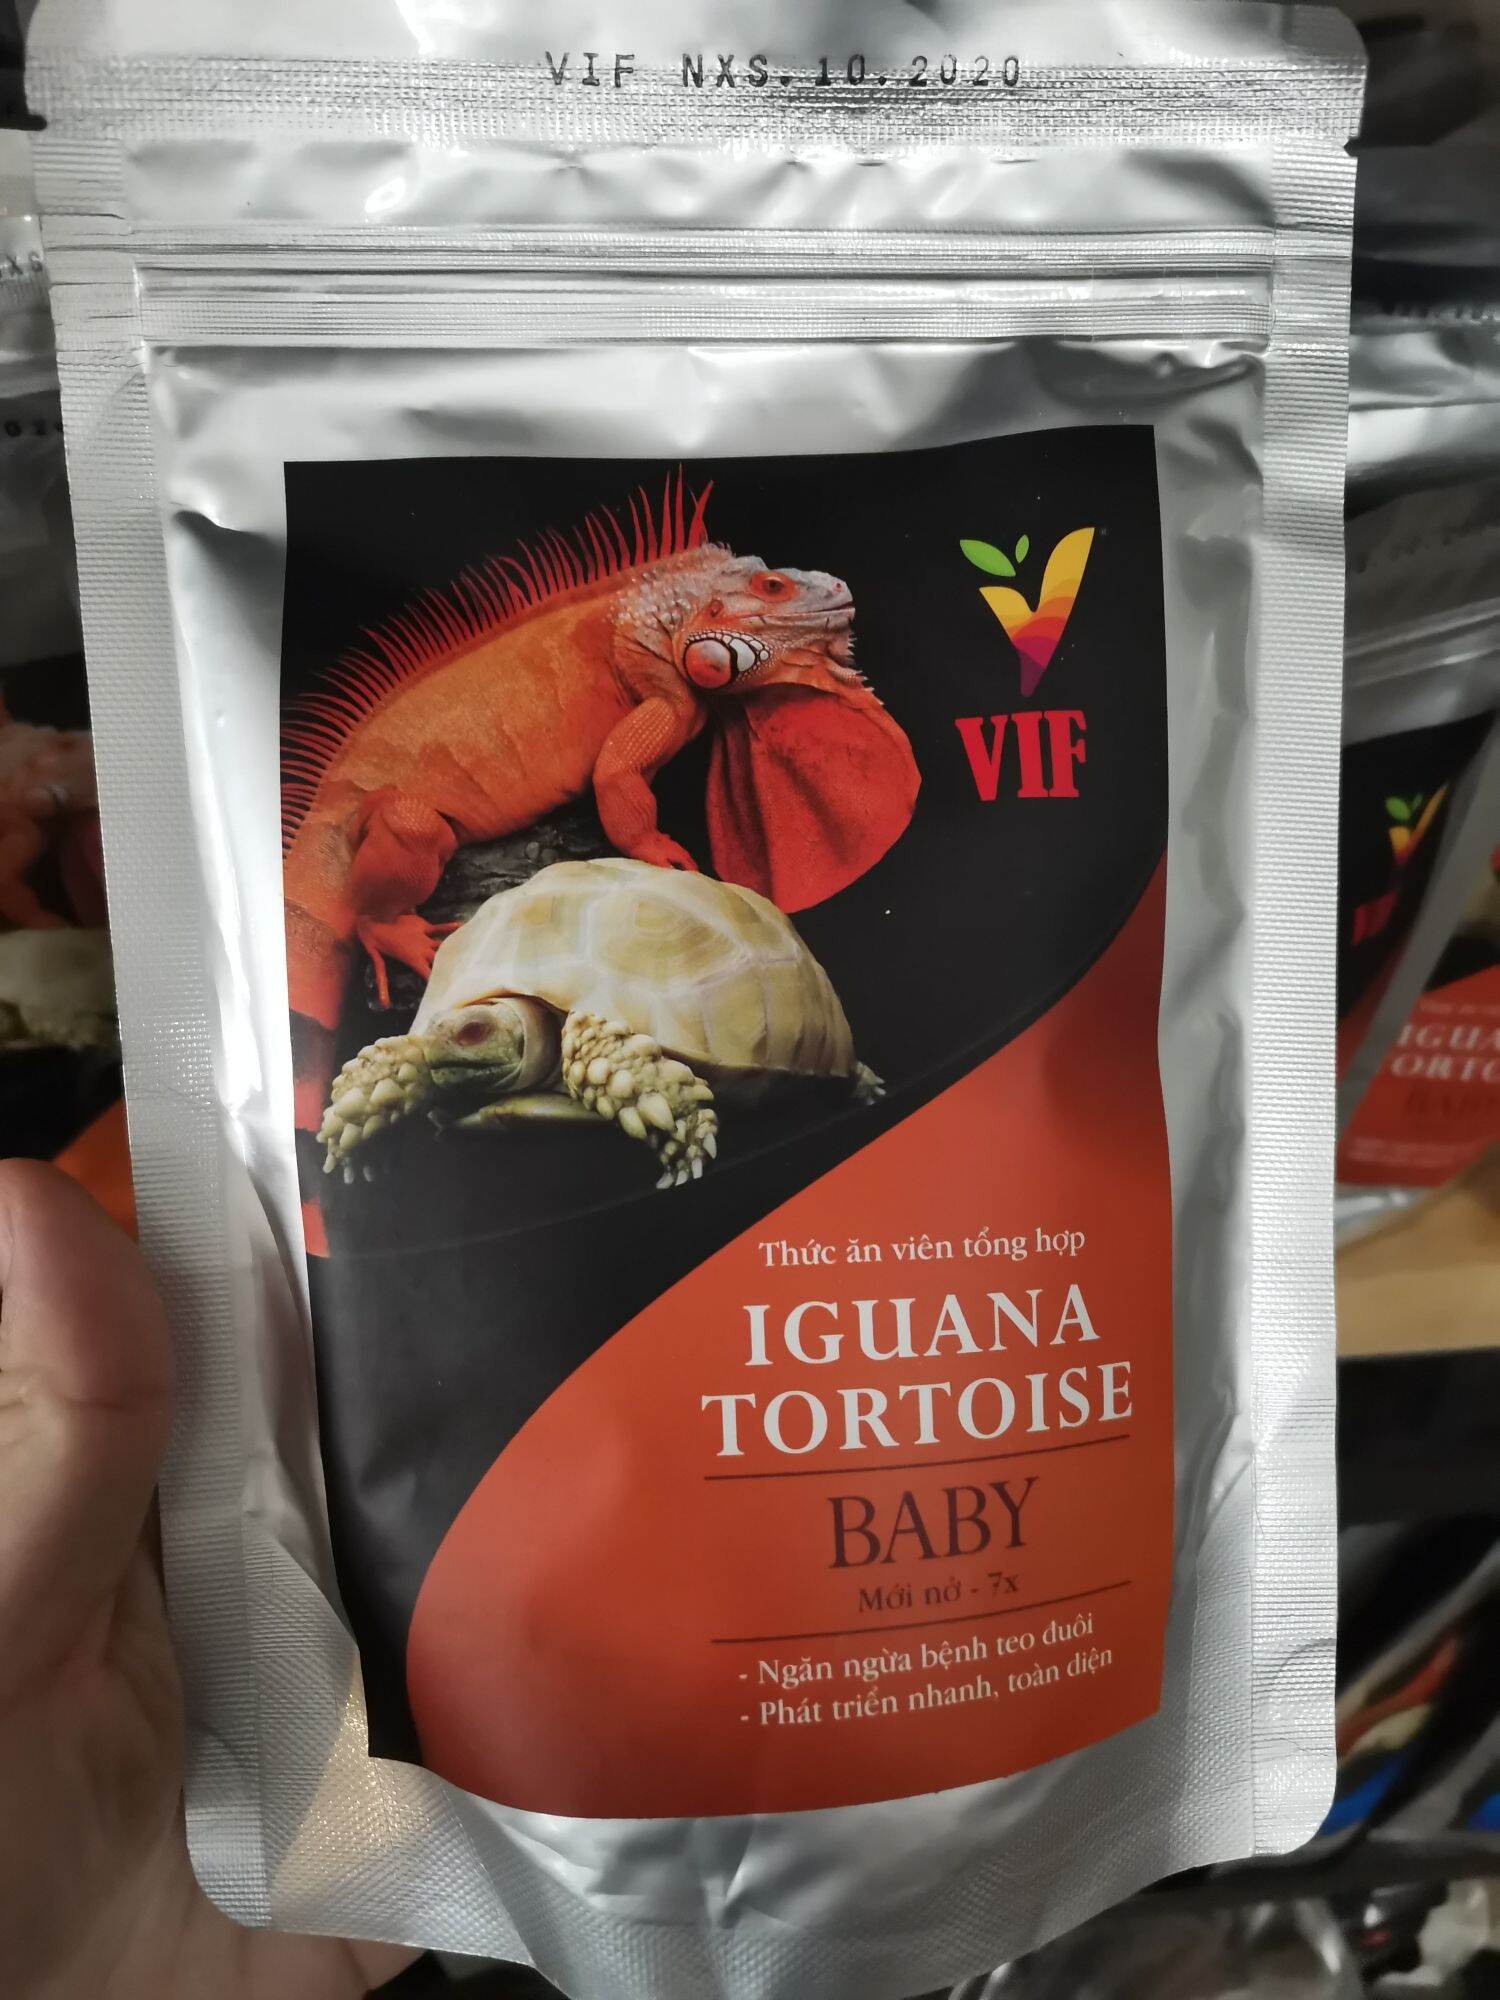 VIF NXS.10.2020
VIF
Thức ăn viên tổng hợp
IGUANA
TORTOISE
BABY
Mới nở - 7x
- Ngăn ngừa bệnh teo đuôi
- Phát triển nhanh, toàn diện